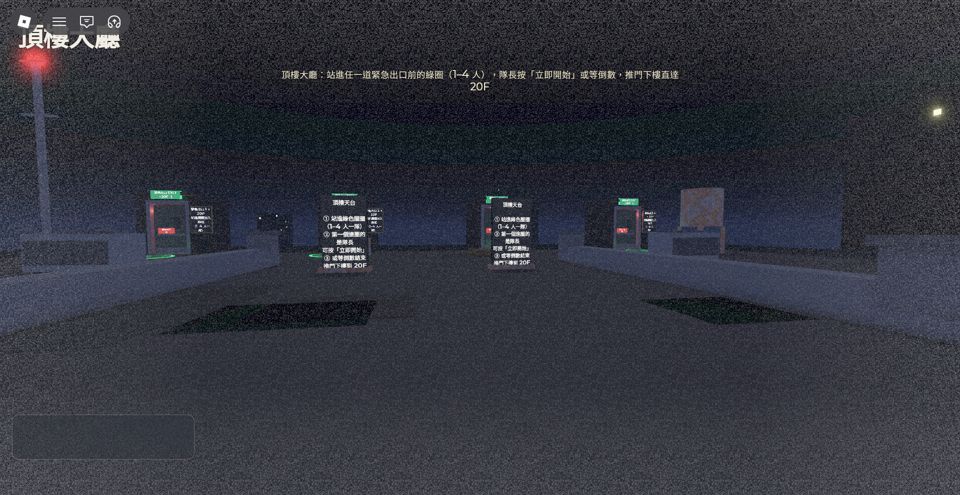 頂樓大廳
頂樓大廳：站進任一道緊急出口前的綠圈（1–4 人），隊長按「立即開始」或等倒數，推門下樓直達
20F
頂樓天台
① 站進綠色圈圈
（1–4 人一隊）
② 第一個進圈的
是隊長
可按「立即開始」
③ 或等倒數結束
推門下樓到 20F
頂樓天台
① 站進綠色圈圈
（1–4 人一隊）
② 第一個進圈的
是隊長
可按「立即開始」
③ 或等倒數結束
推門下樓到 20F